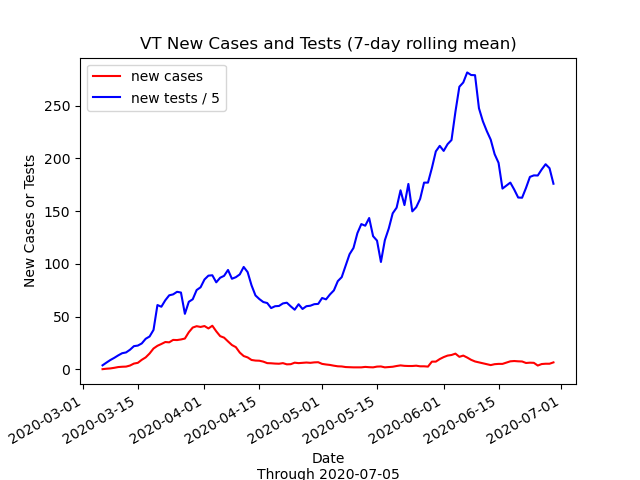 VT New Cases and Tests (7-day rolling mean)
new cases
new tests / 5
New Cases or Tests
250
200
150
100
50
0
2020-03-01
2020-03-15
2020-04-01
2020-04-15
2020-05-01
2020-05-15
2020-06-01
2020-06-15
2020-07-01
Date
Through 2020-07-05